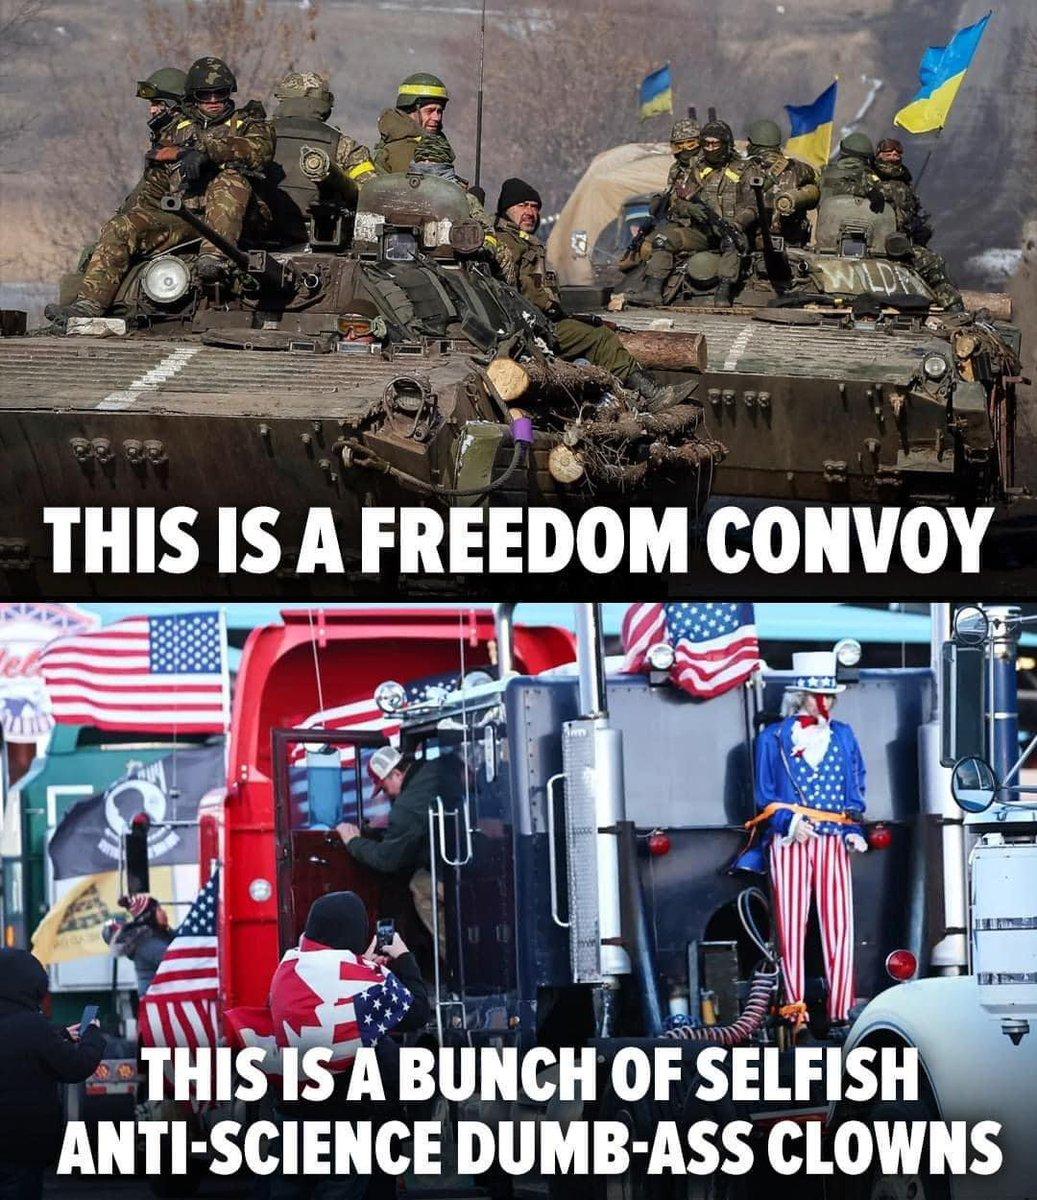 THIS IS A FREEDOM CONVOY
THIS IS A BUNCH OF SELFISH
ANTI-SCIENCE DUMB-ASS CLOWNS